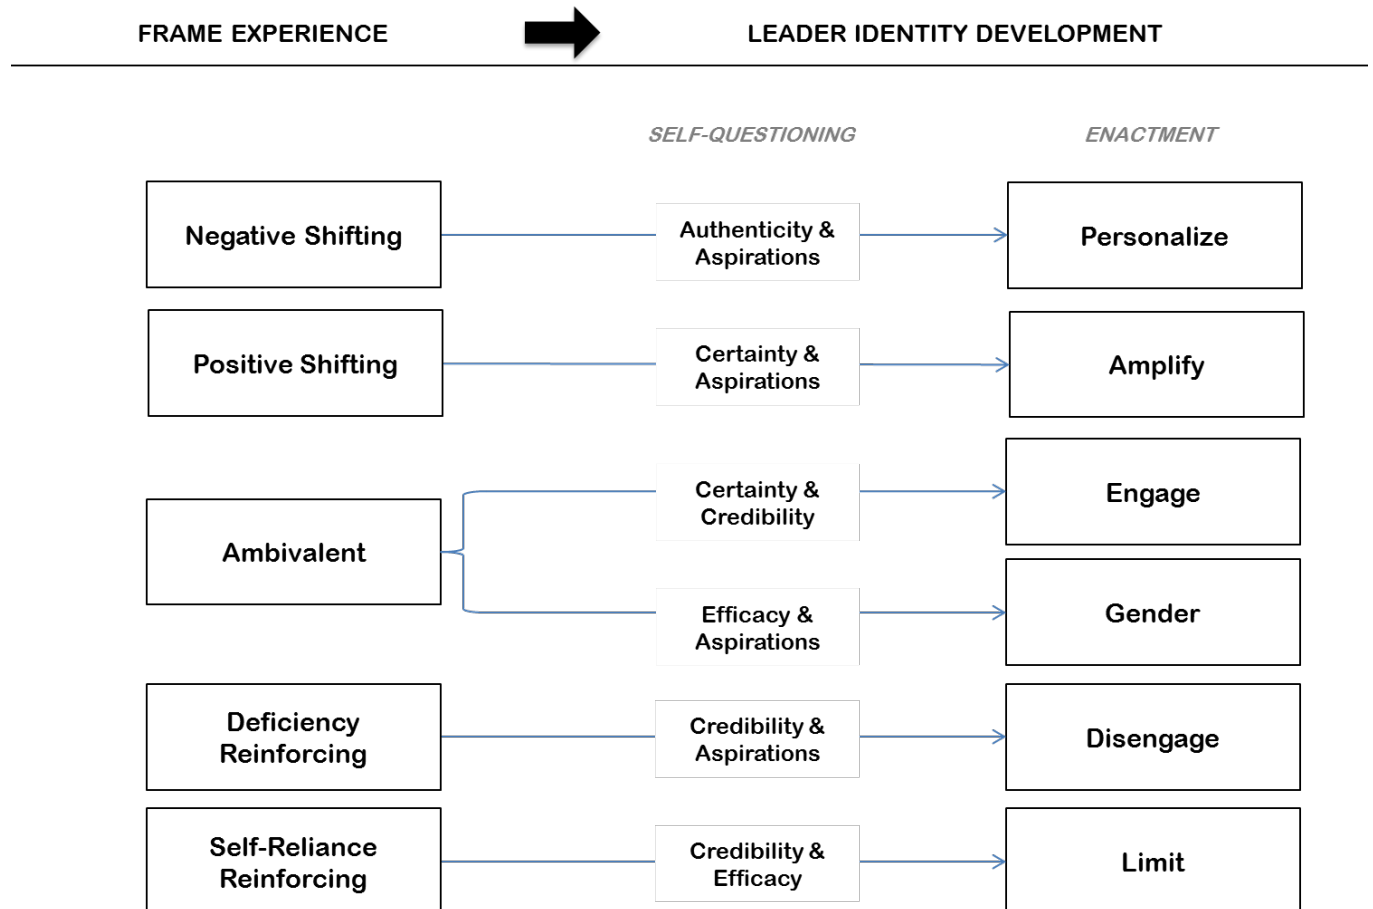 FRAME EXPERIENCE
LEADER IDENTITY DEVELOPMENT
SELF-QUESTIONING
ENACTMENT
Negative Shifting
Authenticity &
Aspirations
Personalize
Positive Shifting
Certainty &
Aspirations
Amplify
Ambivalent
Certainty &
Credibility
Engage
Efficacy &
Aspirations
Gender
Deficiency
Reinforcing
Credibility &
Aspirations
Disengage
Self-Reliance
Reinforcing
Credibility &
Efficacy
Limit